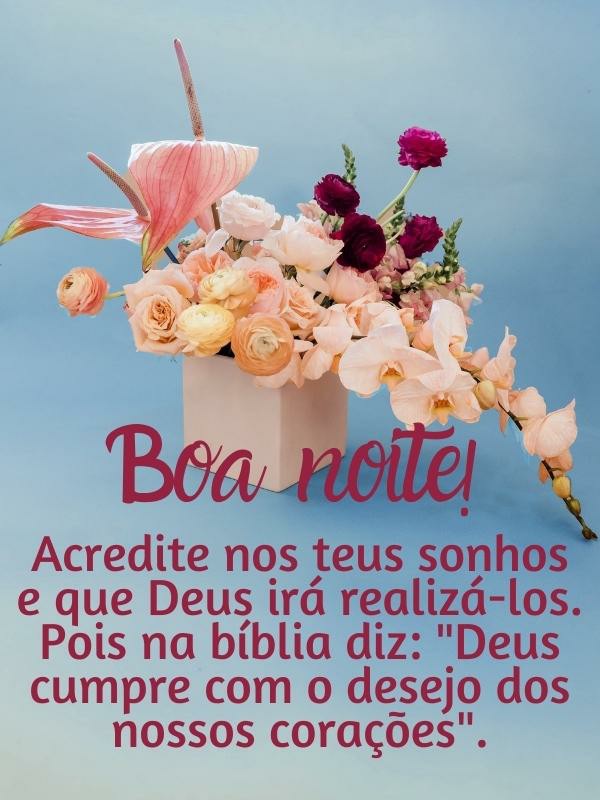 Boa noite!
Acredite nos teus sonhos
e que Deus irá realizá-los.
Pois na bíblia diz: "Deus
cumpre com o desejo dos
nossos corações".